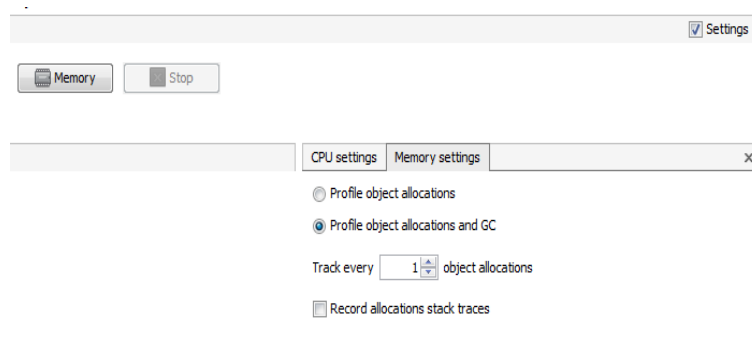 Settings
Memory Stop
CPU settings Memory settings x
Profile object allocations
Profile object allocations and GC
Track every 1 object allocations
Record allocations stack traces